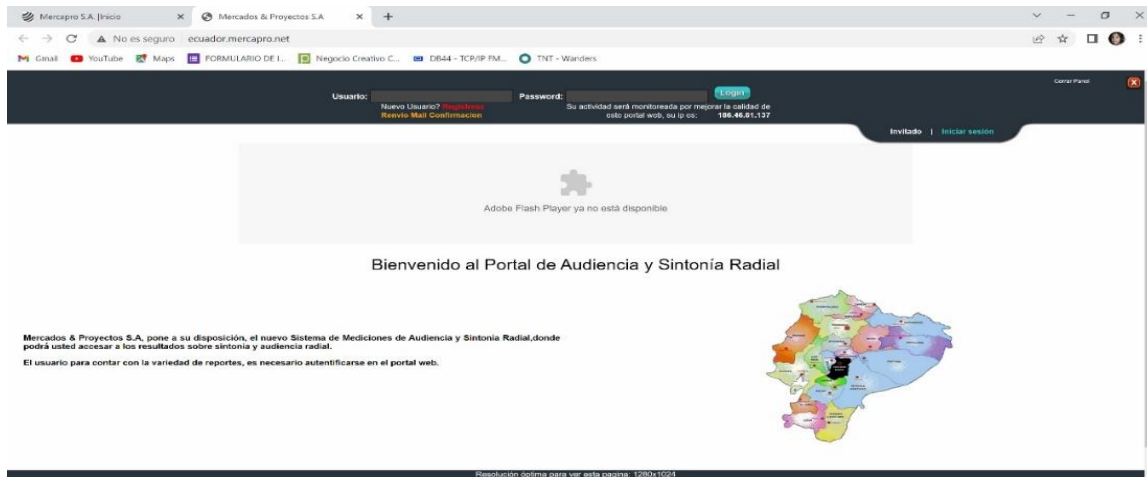 Mercapro S.A. |Inicio
Mercados & Proyectos S.A
No es seguro ecuador.mercapro.net
Gmail YouTube Maps FORMULARIO DE I... Negocio Creativo C... DB44 - TCP/IP FM... TNT - Wanders
Cerrar Panel
Usuario: Password: Login
Nuevo Usuario? Registrese
Renvio Mail Confirmacion
Su actividad será monitoreada por mejorar la calidad de
este portal web, su ip es: 186.46.61.137
Invitado | Iniciar sesión
Adobe Flash Player ya no está disponible
Bienvenido al Portal de Audiencia y Sintonía Radial
Mercados & Proyectos S.A, pone a su disposición, el nuevo Sistema de Mediciones de Audiencia y Sintonia Radial,donde
podrá usted accesar a los resultados sobre sintonia y audiencia radial.
El usuario para contar con la variedad de reportes, es necesario autentificarse en el portal web.
Resolución óptima para ver esta pagina: 1280x1024